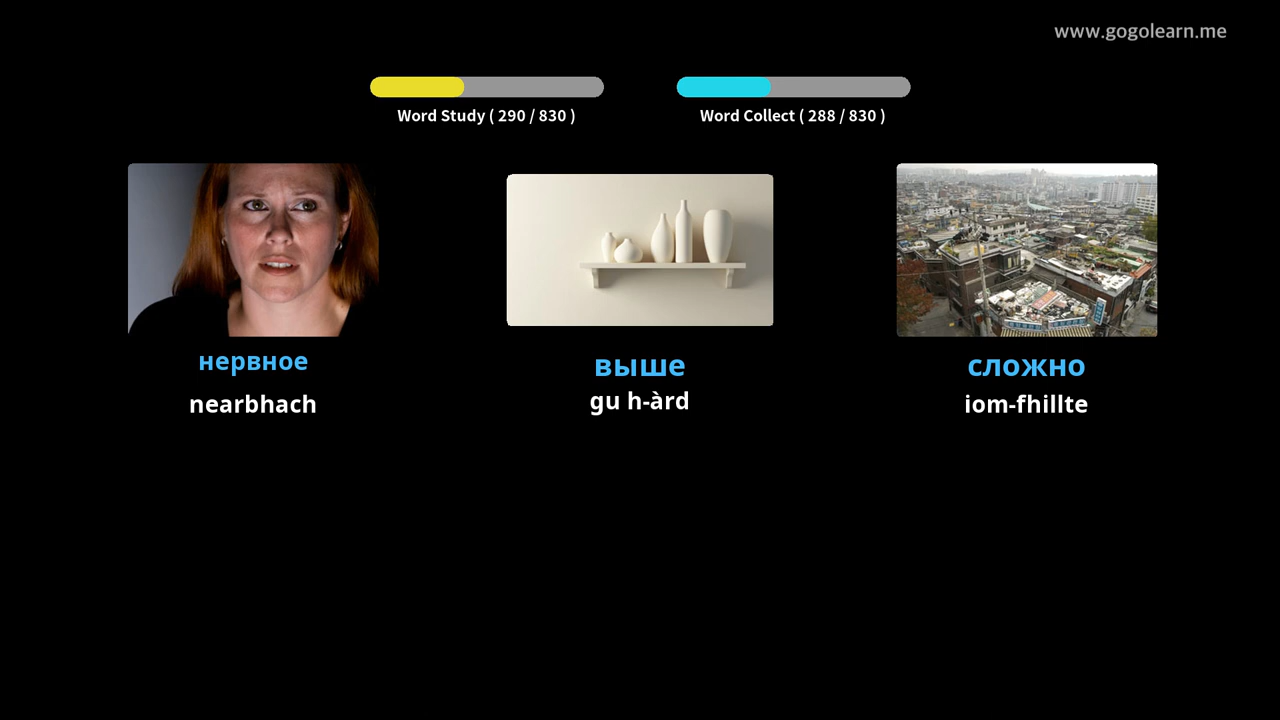 www.gogolearn.me
Word Study ( 290 / 830 )
Word Collect ( 288 / 830 )
нервное
nearbhach
выше
gu h-àrd
сложно
iom-fhillte